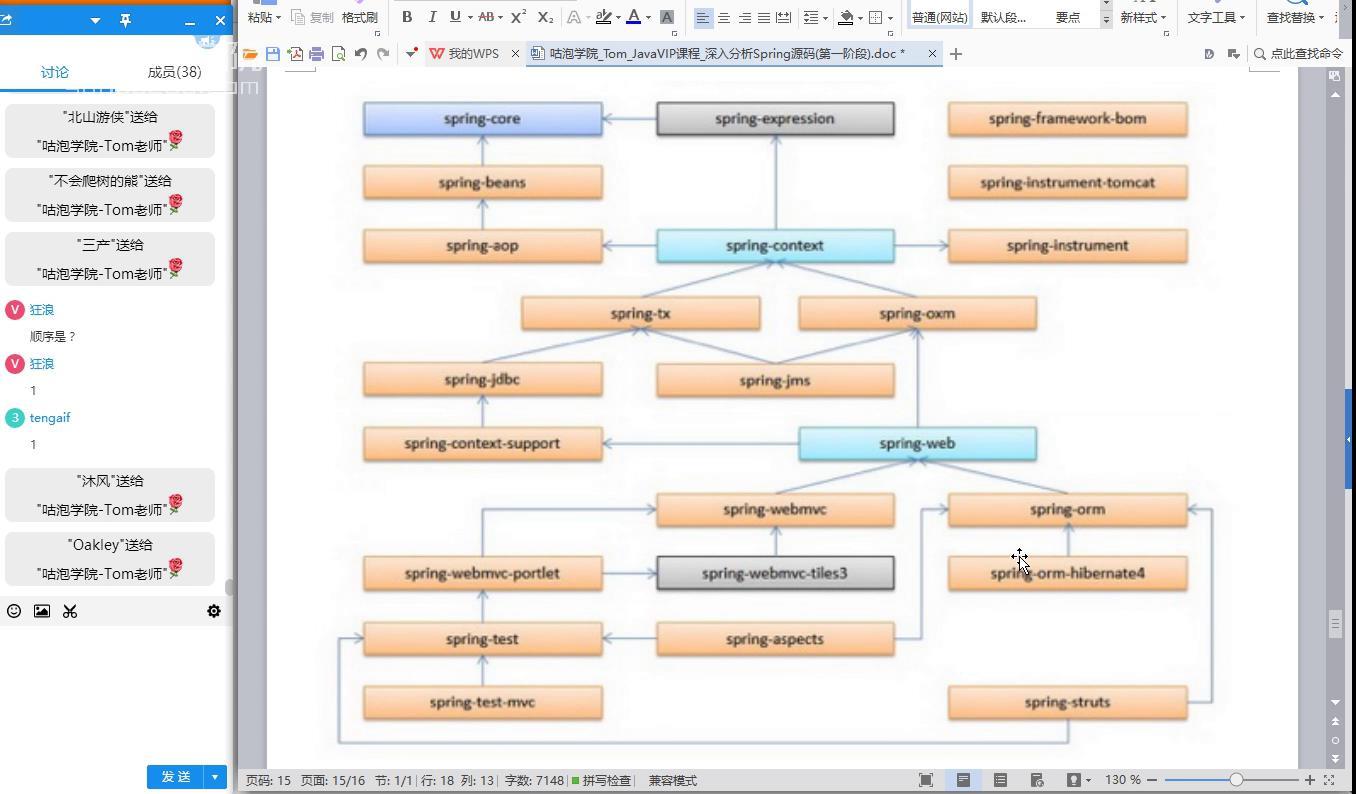 讨论
成员(38)
"北山游侠"送给
"咕泡学院-Tom老师"
"不会爬树的熊"送给
"咕泡学院-Tom老师"
"三产"送给
"咕泡学院-Tom老师"
V 狂浪
顺序是？
V 狂浪
1
3 tengaif
1
"沐风"送给
"咕泡学院-Tom老师"
"Oakley"送给
"咕泡学院-Tom老师"
发 送
粘贴 复制 格式刷 B I U AB X² X₂ A A A 普通(网站) 默认段... 要点 新样式 文字工具 查找替换
我的WPS 咕泡学院_Tom_JavaVIP课程_深入分析Spring源码(第一阶段).doc * 点此查找命令
spring-core spring-expression spring-framework-bom
spring-beans spring-instrument-tomcat
spring-aop spring-context spring-instrument
spring-tx spring-oxm
spring-jdbc spring-jms
spring-context-support spring-web
spring-webmvc spring-orm
spring-webmvc-portlet spring-webmvc-tiles3 spring-orm-hibernate4
spring-test spring-aspects
spring-test-mvc spring-struts
页码: 15 页面: 15/16 节: 1/1 行: 18 列: 13 字数: 7148 拼写检查 兼容模式 130 %